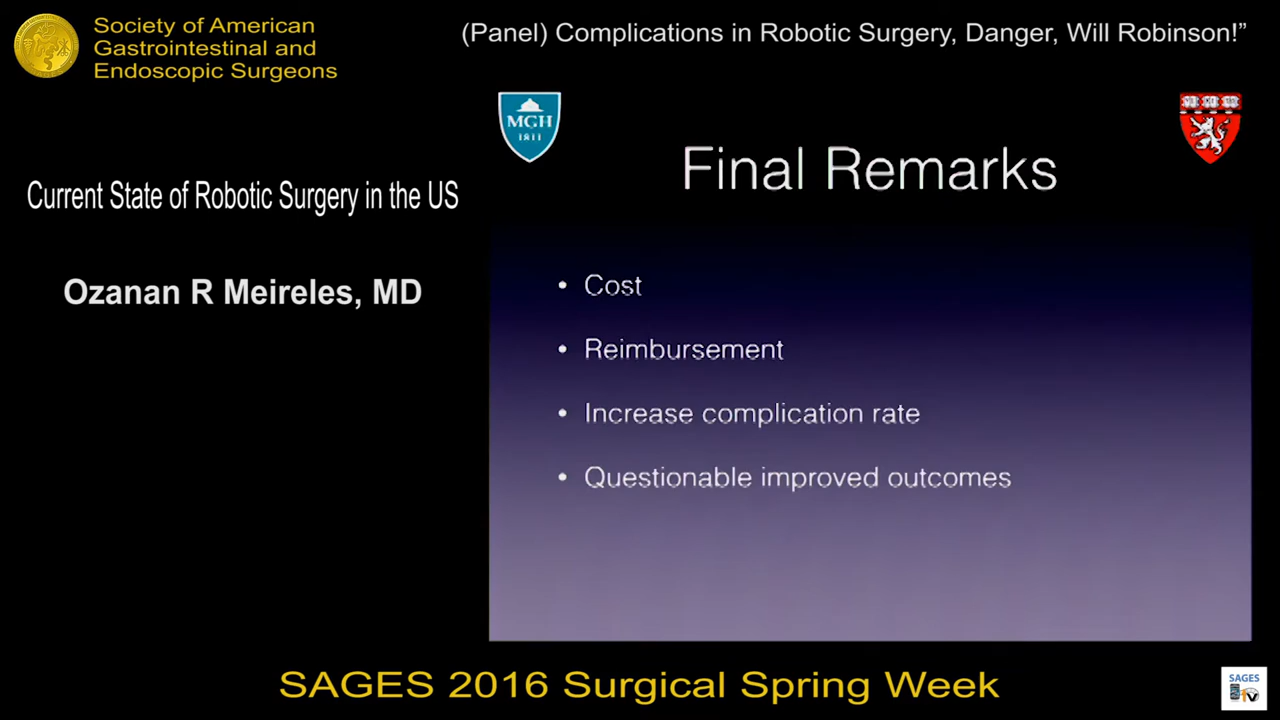 Society of American
Gastrointestinal and
Endoscopic Surgeons
(Panel) Complications in Robotic Surgery, Danger, Will Robinson!”
MGH
1811
Final Remarks
Current State of Robotic Surgery in the US
Ozanan R Meireles, MD
• Cost
• Reimbursement
• Increase complication rate
• Questionable improved outcomes
SAGES 2016 Surgical Spring Week
SAGES
TV